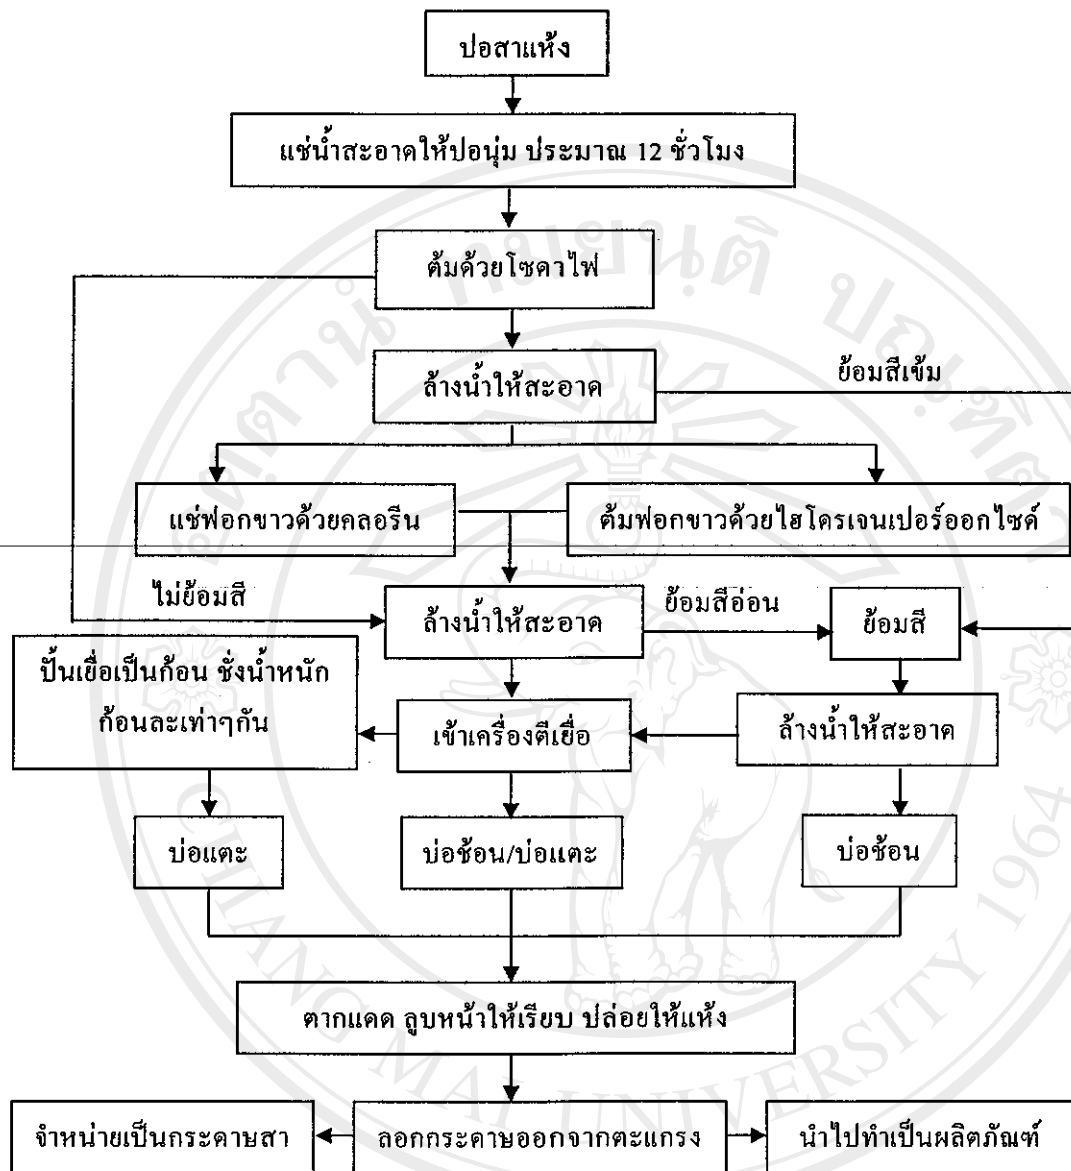 ปอสาแห้ง
แช่น้ำสะอาดให้ปอนุ่ม ประมาณ 12 ชั่วโมง
ต้มด้วยโซดาไฟ
ล้างน้ำให้สะอาด
ย้อมสีเข้ม
แช่ฟอกขาวด้วยคลอรีน
ต้มฟอกขาวด้วยไฮโดรเจนเปอร์ออกไซด์
ไม่ย้อมสี
ล้างน้ำให้สะอาด
ย้อมสีอ่อน
ย้อมสี
ปั้นเยื่อเป็นก้อน ชั่งน้ำหนัก
ก้อนละเท่าๆกัน
เข้าเครื่องตีเยื่อ
ล้างน้ำให้สะอาด
บ่อแตะ
บ่อช้อน/บ่อแตะ
บ่อช้อน
ตากแดด ลูบหน้าให้เรียบ ปล่อยให้แห้ง
จำหน่ายเป็นกระดาษสา
ลอกกระดาษออกจากตะแกรง
นำไปทำเป็นผลิตภัณฑ์
CHIANG MAI UNIVERSITY 1964